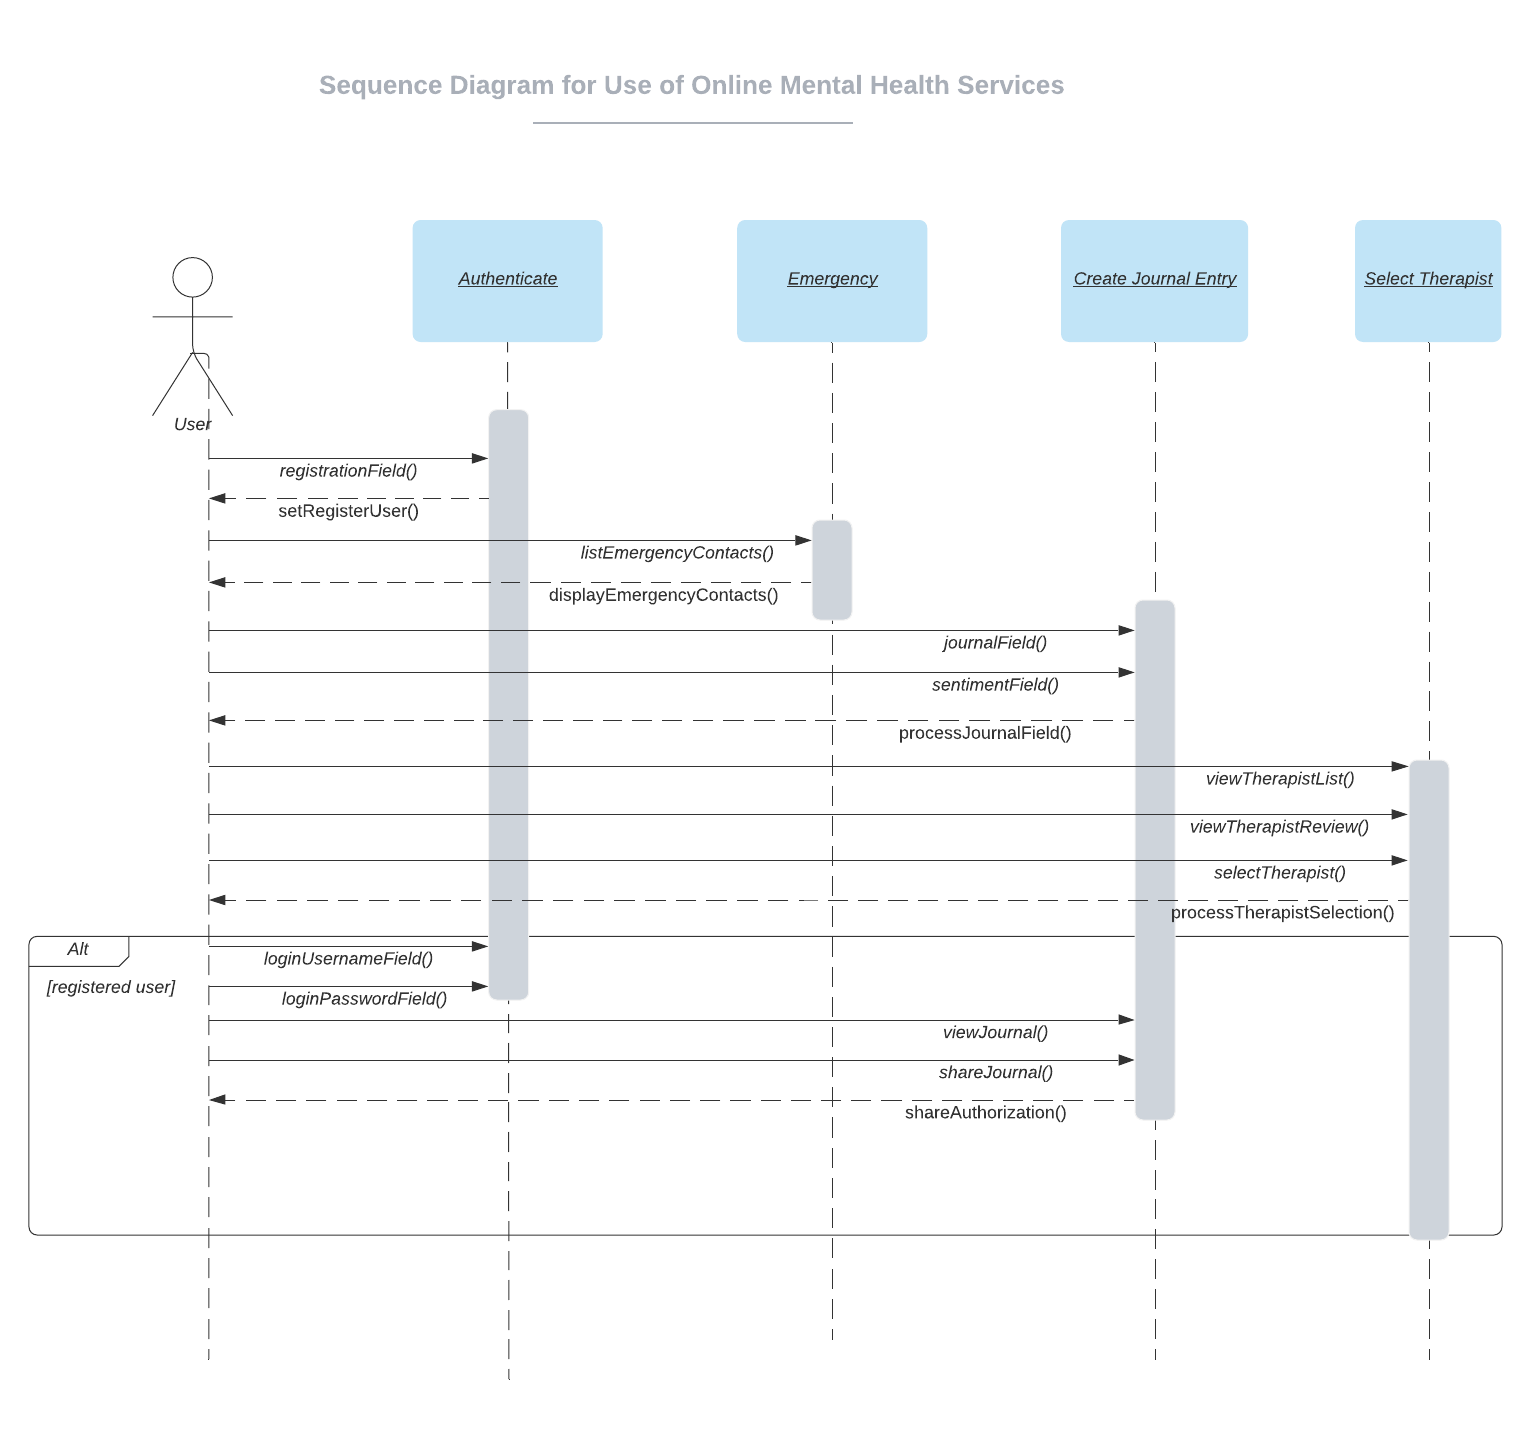 Sequence Diagram for Use of Online Mental Health Services
Authenticate
Emergency
Create Journal Entry
Select Therapist
User
registrationField()
setRegisterUser()
listEmergencyContacts()
displayEmergencyContacts()
journalField()
sentimentField()
processJournalField()
viewTherapistList()
viewTherapistReview()
selectTherapist()
processTherapistSelection()
Alt
loginUsernameField()
[registered user]
loginPasswordField()
viewJournal()
shareJournal()
shareAuthorization()